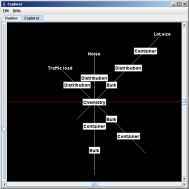 Explorer
File Help
Ranker Explorer
Lot size
Container
Noise
Traffic load
Distribution
Distribution
Distribution
Bulk
Chemistry
Bulk
Container
Container
Bulk